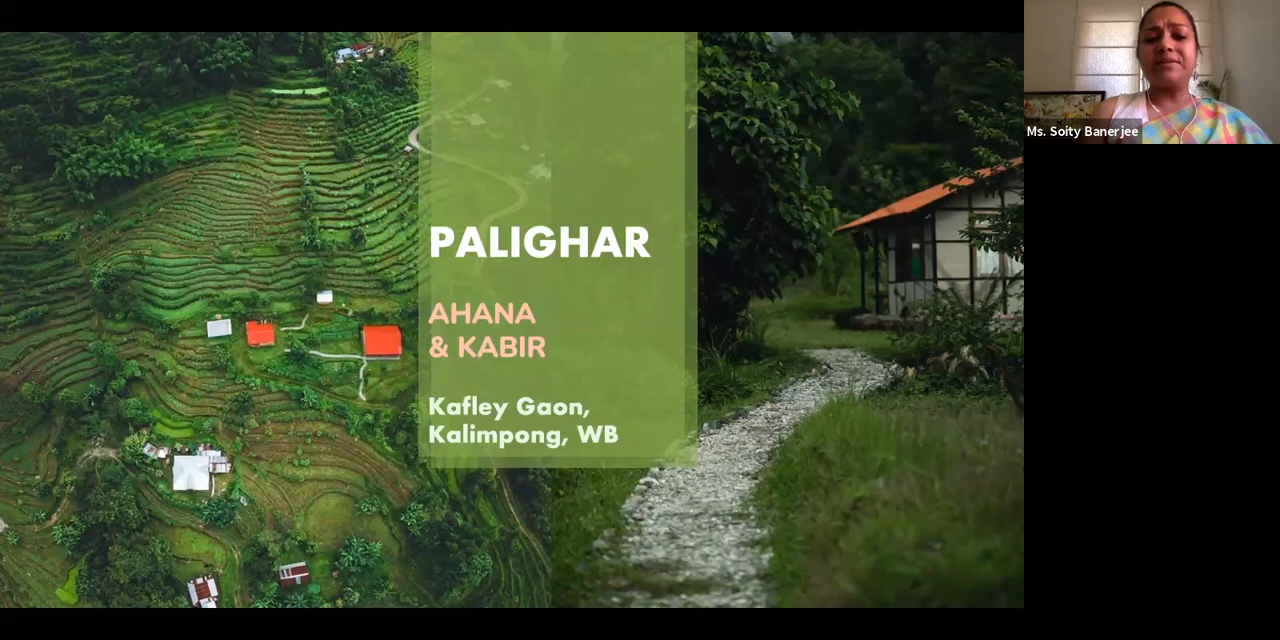 PALIGHAR
AHANA
& KABIR
Kafley Gaon,
Kalimpong, WB
Ms. Soity Banerjee